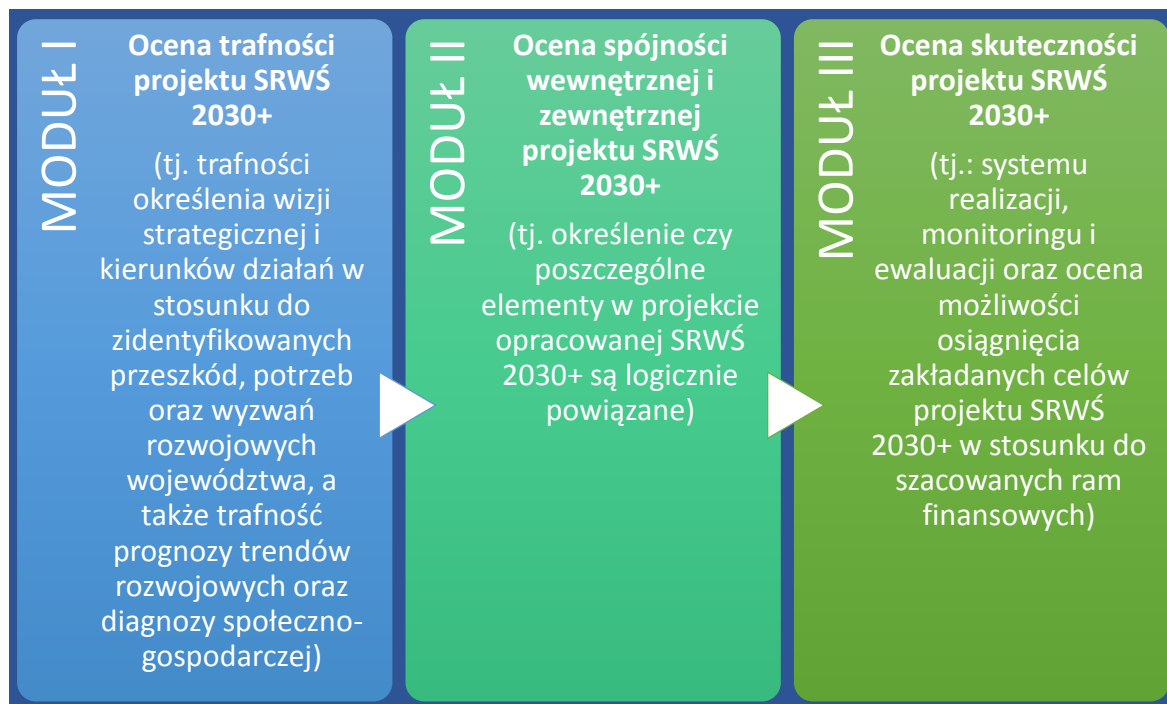 MODUŁ I
Ocena trafności
projektu SRWŚ
2030+
(tj. trafności
określenia wizji
strategicznej i
kierunków działań w
stosunku do
zidentyfikowanych
przeszkód, potrzeb
oraz wyzwań
rozwojowych
województwa, a
także trafność
prognozy trendów
rozwojowych oraz
diagnozy społeczno-
gospodarczej)
MODUŁ II
Ocena spójności
wewnętrznej i
zewnętrznej
projektu SRWŚ
2030+
(tj. określenie czy
poszczególne
elementy w projekcie
opracowanej SRWŚ
2030+ są logicznie
powiązane)
MODUŁ III
Ocena skuteczności
projektu SRWŚ
2030+
(tj.: systemu
realizacji,
monitoringu i
ewaluacji oraz ocena
możliwości
osiągnięcia
zakładanych celów
projektu SRWŚ
2030+ w stosunku do
szacowanych ram
finansowych)